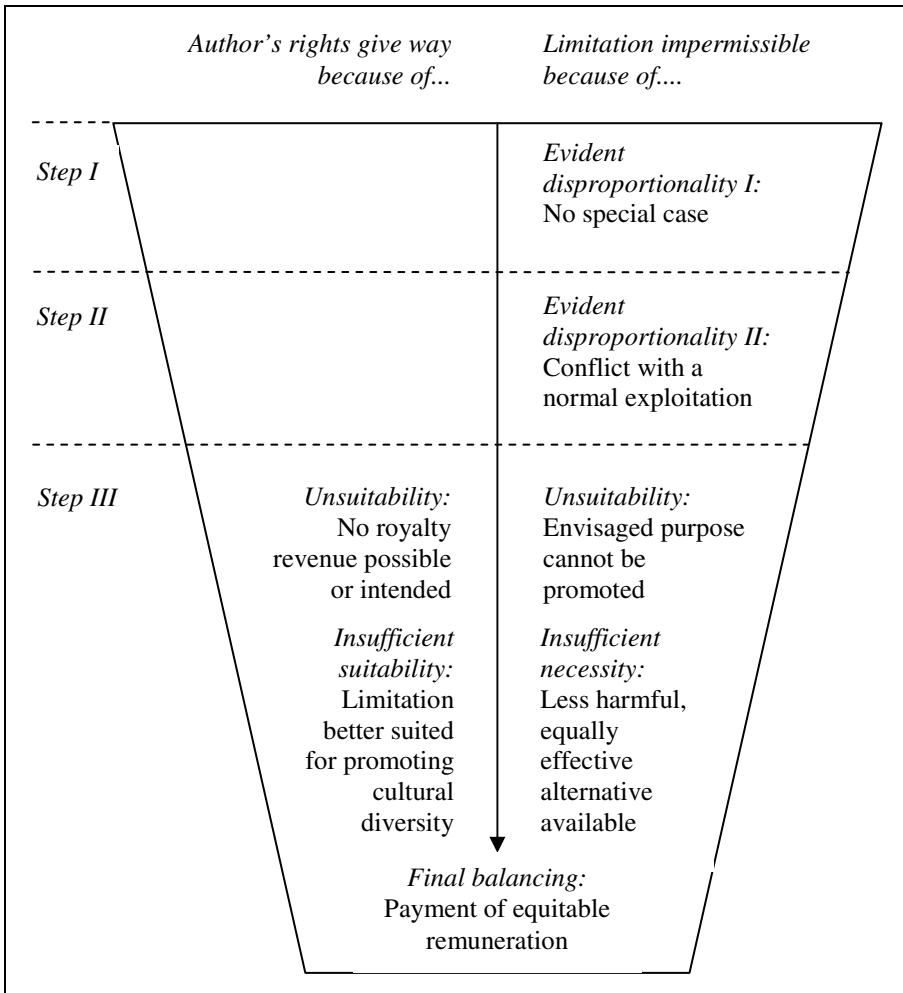 Author's rights give way
because of...
Limitation impermissible
because of....
Step I
Evident
disproportionality I:
No special case
Step II
Evident
disproportionality II:
Conflict with a
normal exploitation
Step III
Unsuitability:
No royalty
revenue possible
or intended
Unsuitability:
Envisaged purpose
cannot be
promoted
Insufficient
suitability:
Limitation
better suited
for promoting
cultural
diversity
Insufficient
necessity:
Less harmful,
equally
effective
alternative
available
Final balancing:
Payment of equitable
remuneration